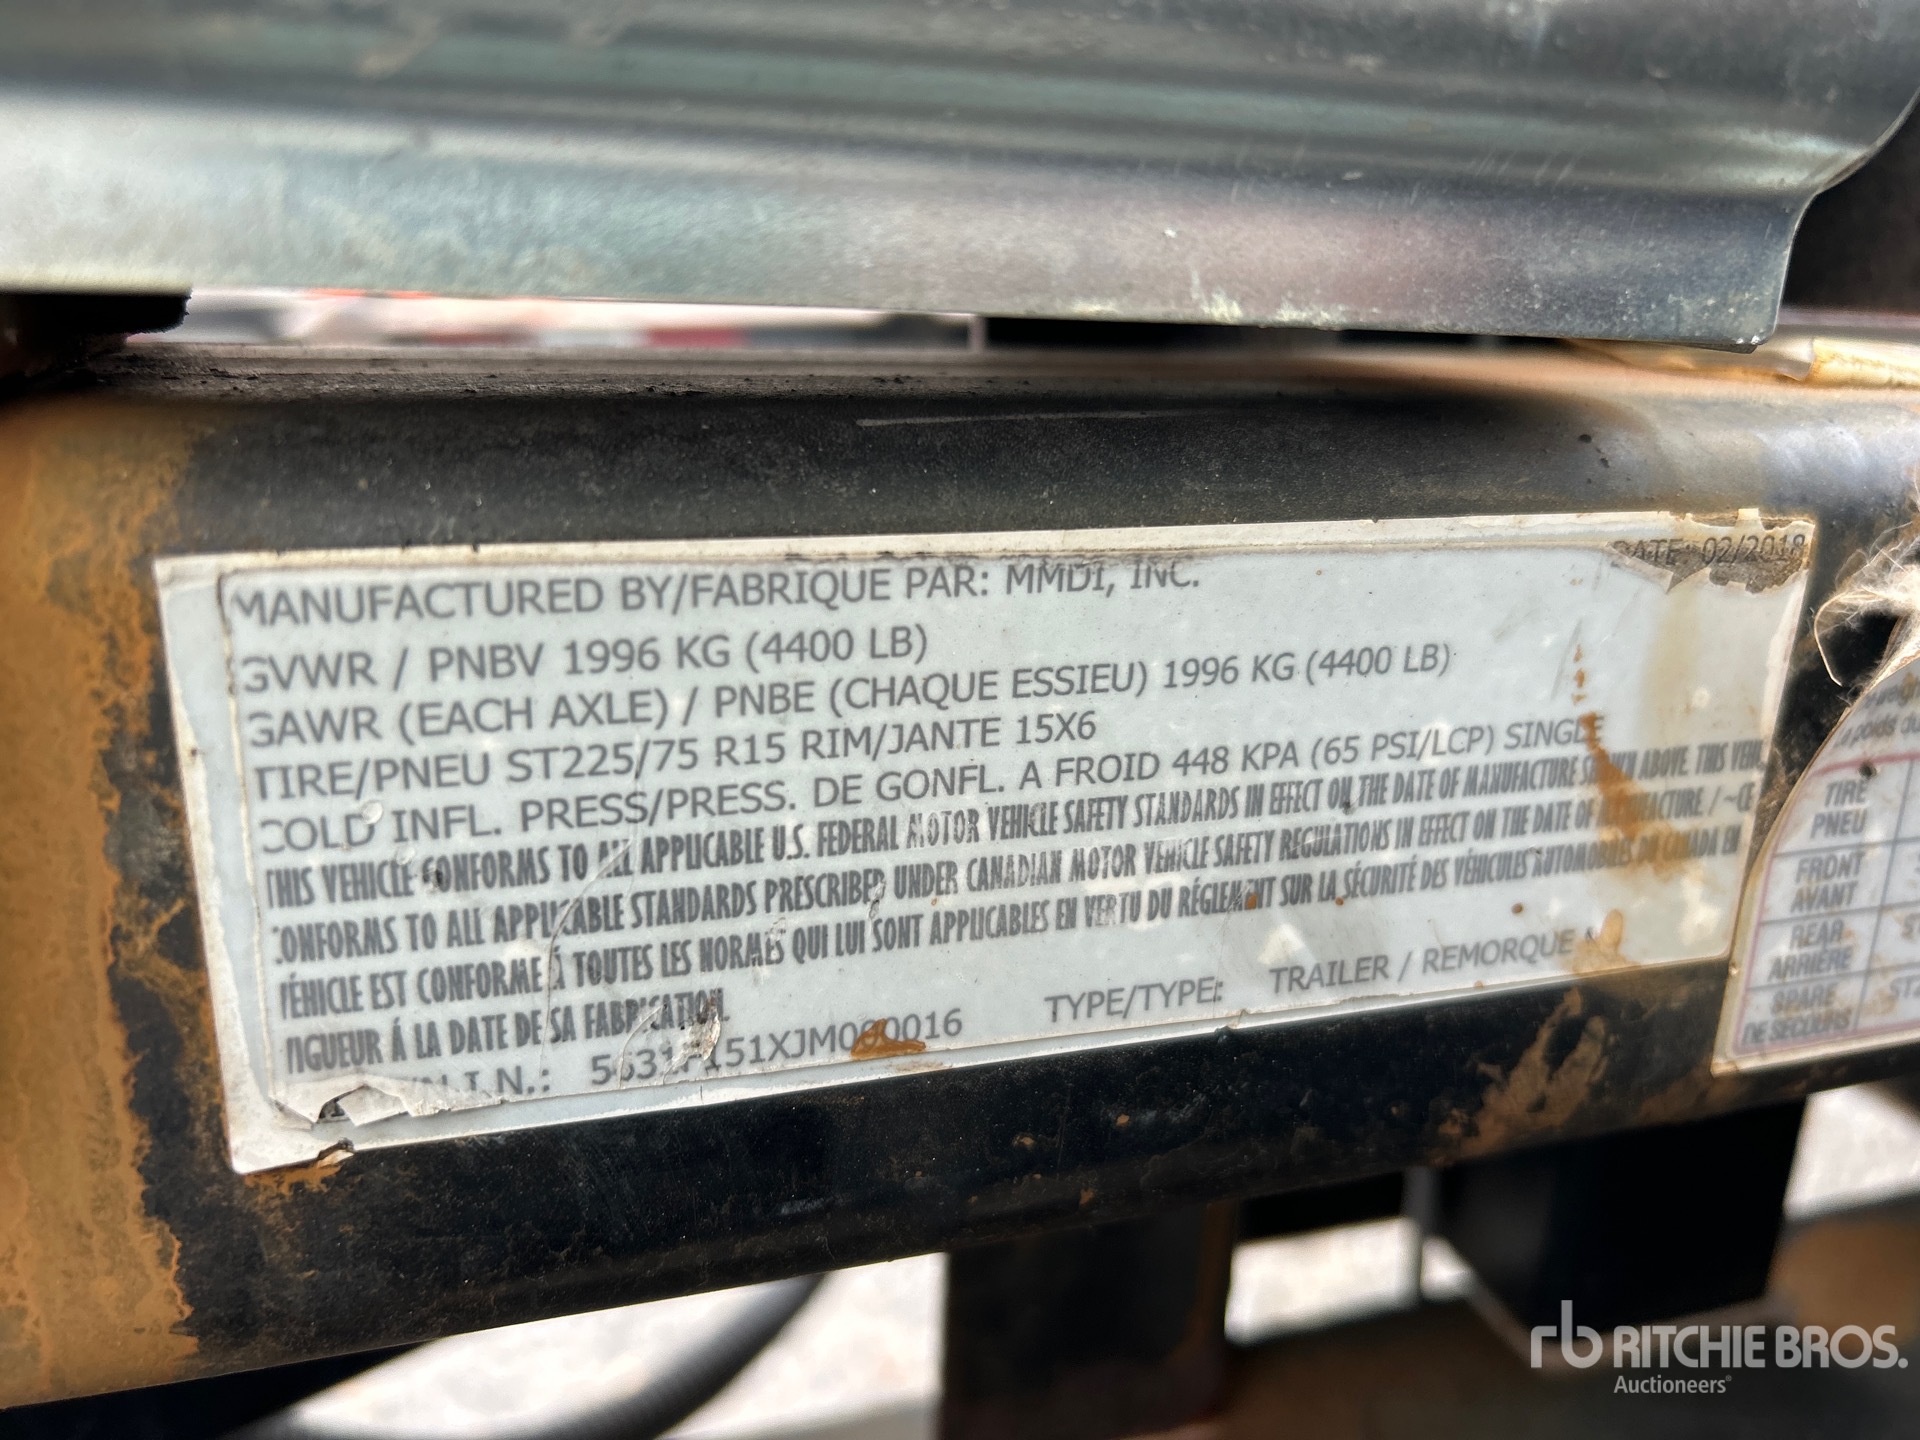 DATE: 02/2018
MANUFACTURED BY/FABRIQUE PAR: MMDI, INC.
GVWR / PNBV 1996 KG (4400 LB)
GAWR (EACH AXLE) / PNBE (CHAQUE ESSIEU) 1996 KG (4400 LB)
TIRE/PNEU ST225/75 R15 RIM/JANTE 15X6
COLD INFL. PRESS/PRESS. DE GONFL. A FROID 448 KPA (65 PSI/LCP) SINGLE
THIS VEHICLE CONFORMS TO ALL APPLICABLE U.S. FEDERAL MOTOR VEHICLE SAFETY STANDARDS IN EFFECT ON THE DATE OF MANUFACTURE SHOWN ABOVE. THIS
CONFORMS TO ALL APPLICABLE STANDARDS PRESCRIBED UNDER CANADIAN MOTOR VEHICLE SAFETY REGULATIONS IN EFFECT ON THE DATE OF MANUFACTURE. / CE
VÉHICLE EST CONFORME Á TOUTES LES NORMES QUI LUI SONT APPLICABLES EN VERTU DU RÉGLEMENT SUR LA SÉCURITÉ DES VÉHICULES AUTOMOBILES DU CANADA EN
VIGUEUR Á LA DATE DE SA FABRICATION.
V.I.N.: TYPE/TYPE: TRAILER / REMORQUE
TIRE
PNEU
FRONT
AVANT
REAR
ARRIÈRE
SPARE
DE SECOURS
rb RITCHIE BROS.
Auctioneers